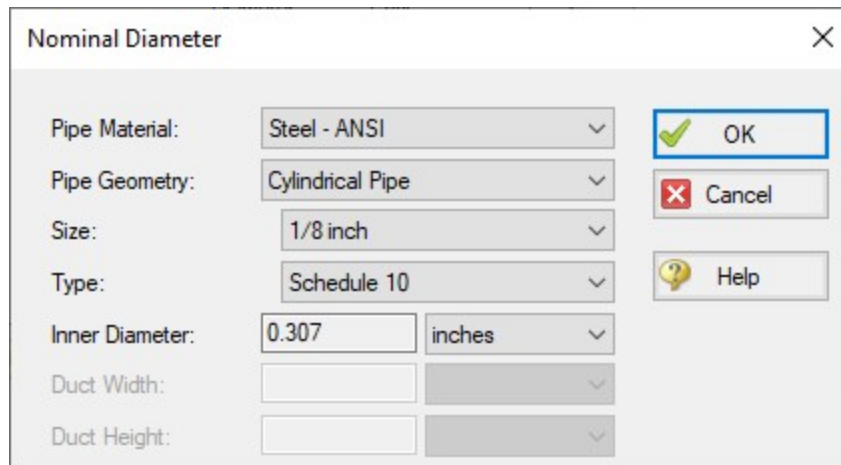 Nominal Diameter
Pipe Material: Steel - ANSI OK
Pipe Geometry: Cylindrical Pipe Cancel
Size: 1/8 inch
Type: Schedule 10 Help
Inner Diameter: 0.307 inches
Duct Width:
Duct Height: